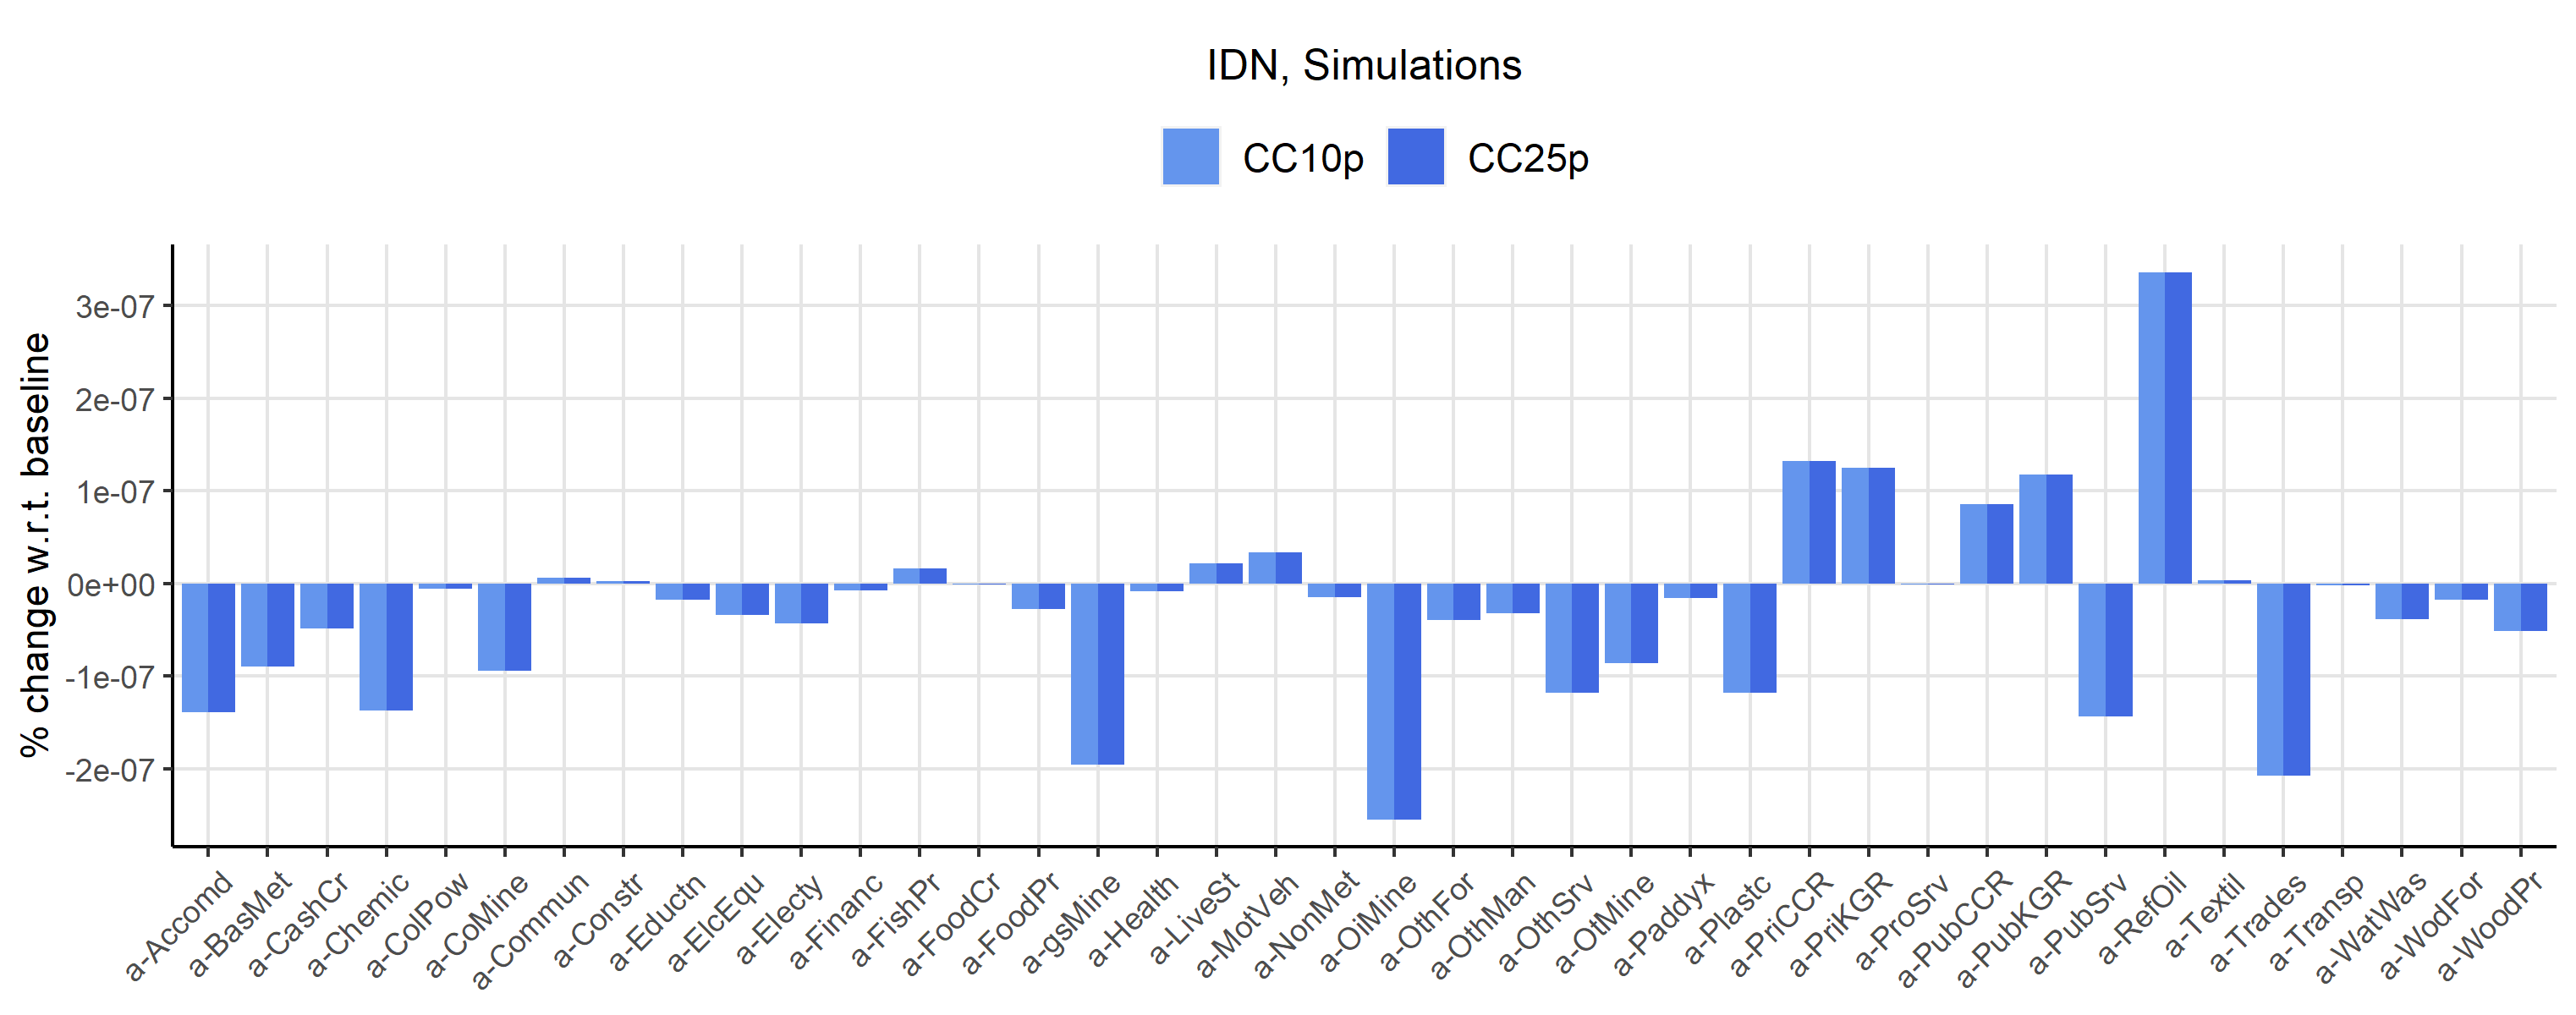 IDN, Simulations
CC10p CC25p
% change w.r.t. baseline
3e-07
2e-07
1e-07
0e+00
-1e-07
-2e-07
a-Accomd
a-BasMet
a-CashCr
a-Chemic
a-ColPow
a-CoMine
a-Commun
a-Constr
a-Eductn
a-ElcEqu
a-Electy
a-Financ
a-FishPr
a-FoodCr
a-FoodPr
a-gsMine
a-Health
a-LiveSt
a-MotVeh
a-NonMet
a-OilMine
a-OthFor
a-OthMan
a-OthSrv
a-OtMine
a-Paddyx
a-Plastc
a-PriCCR
a-PriKGR
a-ProSrv
a-PubCCR
a-PubKGR
a-PubSrv
a-RefOil
a-Textil
a-Trades
a-Transp
a-WatWas
a-WodFor
a-WoodPr